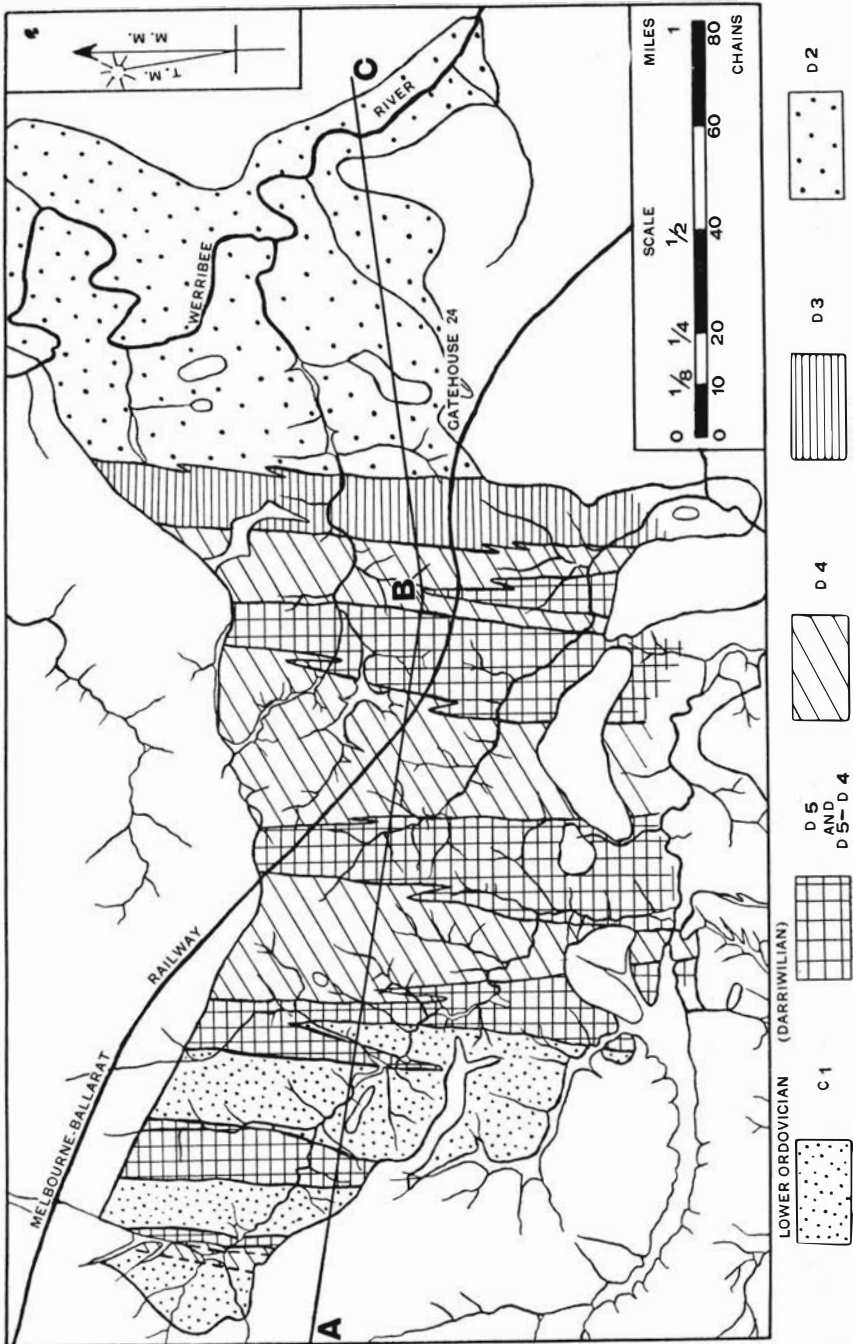 MELBOURNE-BALLARAT
RAILWAY
WERRIBEE
RIVER
GATEHOUSE 24
A
B
C
T. M.
M. M.
SCALE
MILES
0 1/8 1/4 1/2 1
0 10 20 40 60 80
CHAINS
LOWER ORDOVICIAN
(DARRIWILIAN)
C 1
D 5
AND
D 5–D 4
D 4
D 3
D 2